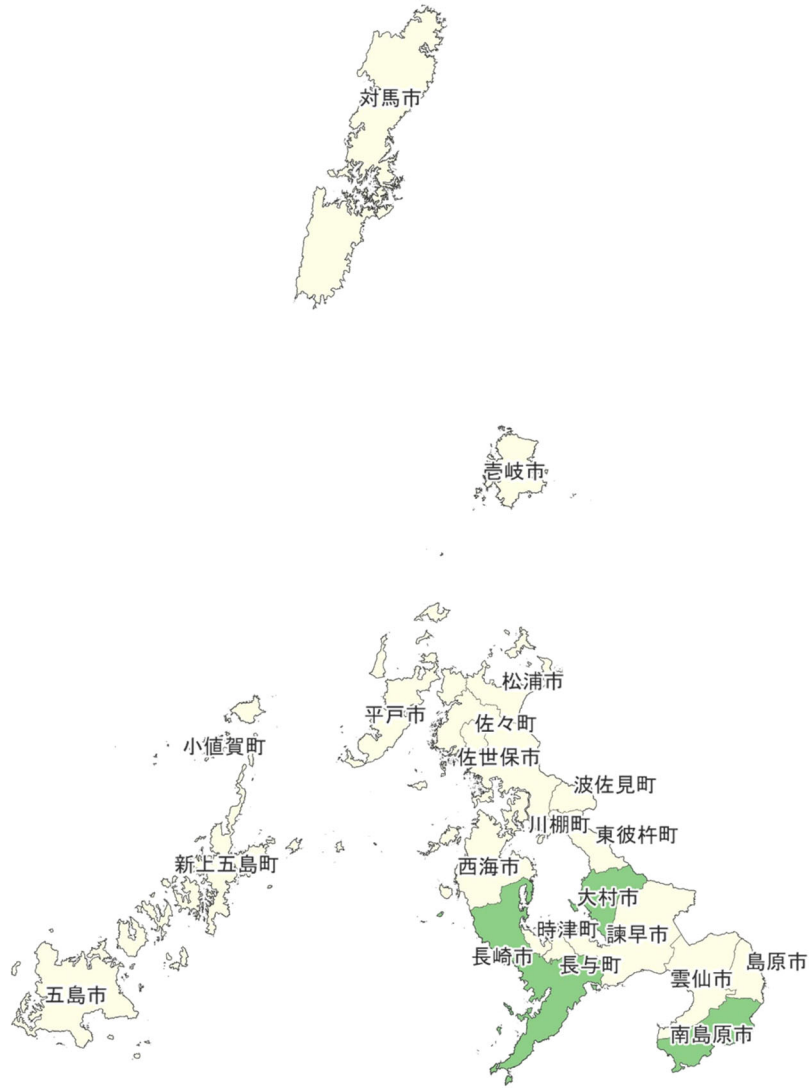 対馬市
壱岐市
松浦市
平戸市
佐々町
小値賀町
佐世保市
波佐見町
川棚町
東彼杵町
新上五島町
西海市
大村市
時津町
諫早市
長崎市
長与町
島原市
雲仙市
五島市
南島原市